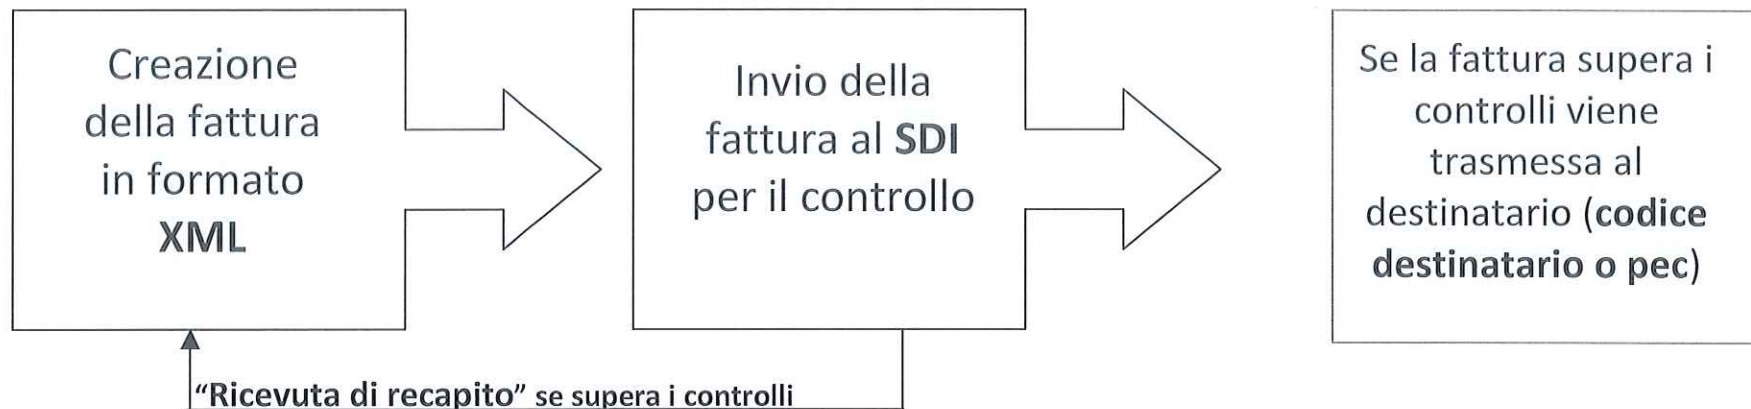 Creazione
della fattura
in formato
XML
Invio della
fattura al SDI
per il controllo
Se la fattura supera i
controlli viene
trasmessa al
destinatario (codice
destinatario o pec)
“Ricevuta di recapito” se supera i controlli